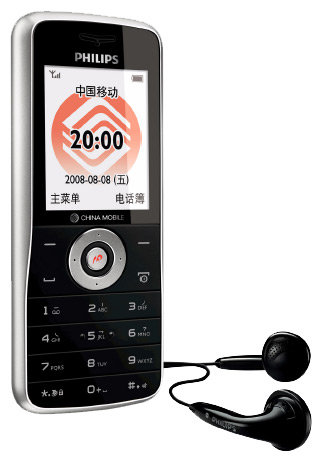 PHILIPS
中国移动
20:00
2008-08-08 (五)
主菜单 电话簿
CHINA MOBILE
1 2 ABC 3 DEF
4 GHI 5 JKL 6 MNO
7 PQRS 8 TUV 9 WXYZ
* 0+ #
PHILIPS